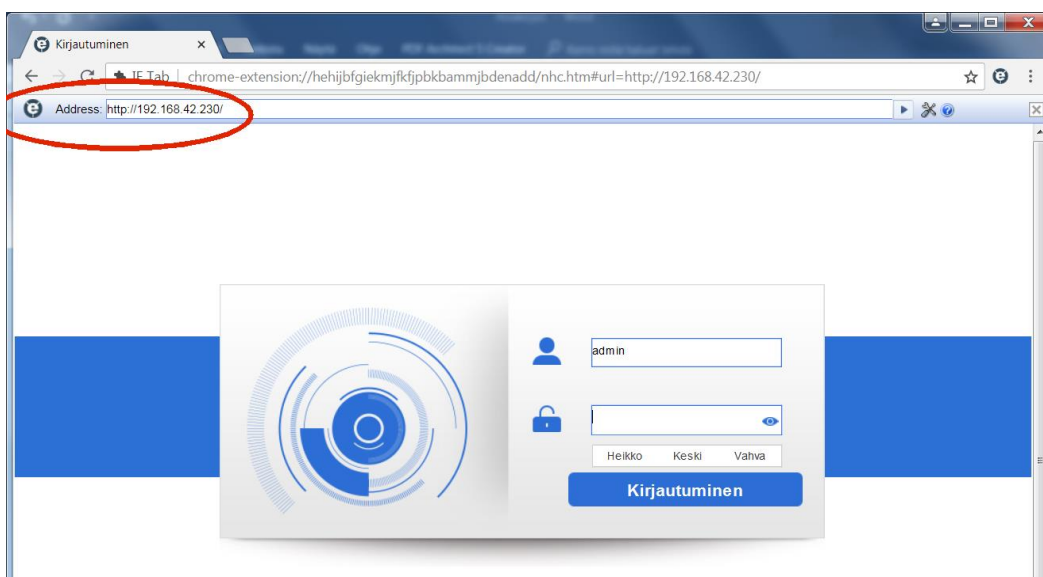 Kirjautuminen
IE Tab chrome-extension://hehijbfgiekmjfkfjpbkbammjbdenadd/nhc.htm#url=http://192.168.42.230/
Address: http://192.168.42.230/
admin
Heikko Keski Vahva
Kirjautuminen